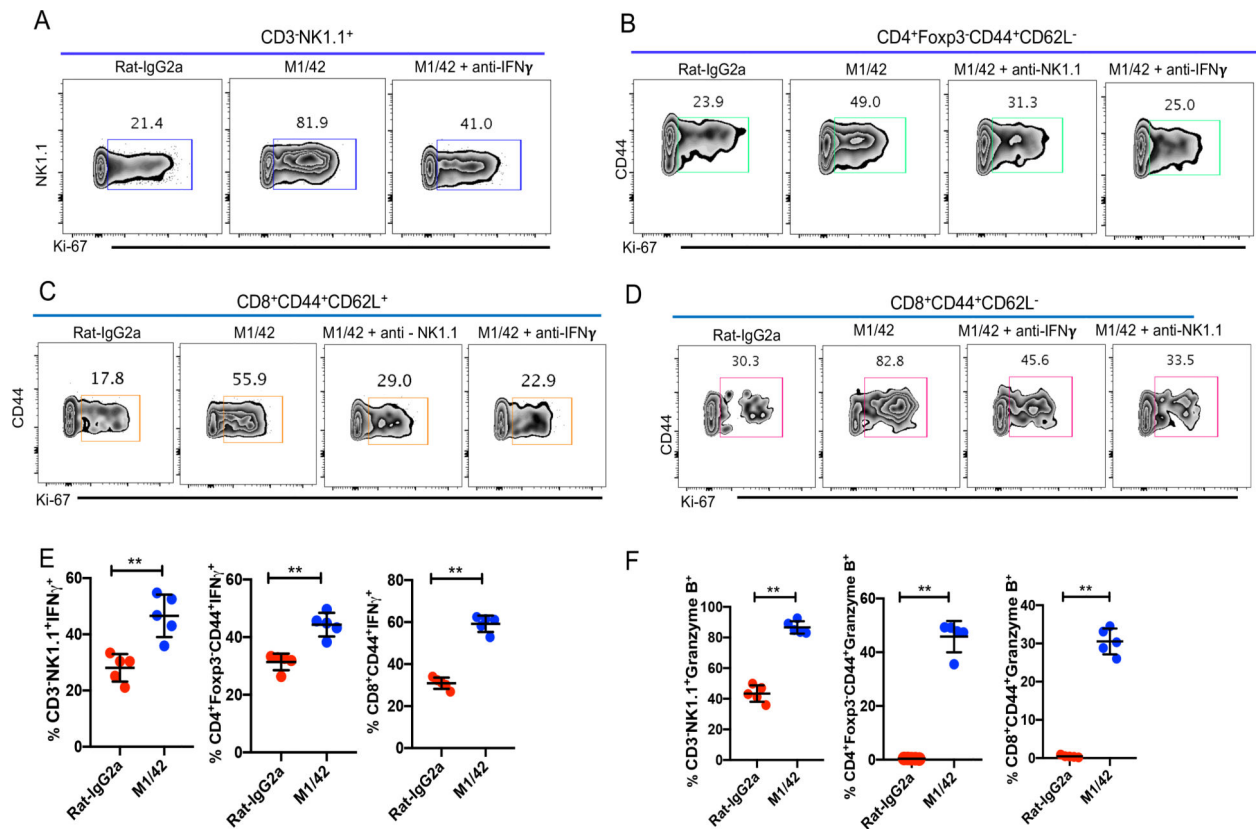 A
CD3-NK1.1+
Rat-IgG2a M1/42 M1/42 + anti-IFNγ
21.4 81.9 41.0
NK1.1
Ki-67
B
CD4+Foxp3-CD44+CD62L-
Rat-IgG2a M1/42 M1/42 + anti-NK1.1 M1/42 + anti-IFNγ
23.9 49.0 31.3 25.0
CD44
Ki-67
C
CD8+CD44+CD62L+
Rat-IgG2a M1/42 M1/42 + anti - NK1.1 M1/42 + anti-IFNγ
17.8 55.9 29.0 22.9
CD44
Ki-67
D
CD8+CD44+CD62L-
Rat-IgG2a M1/42 M1/42 + anti-IFNγ M1/42 + anti-NK1.1
30.3 82.8 45.6 33.5
CD44
Ki-67
E
% CD3-NK1.1+IFNγ+
60
40
20
0
**
Rat-IgG2a M1/42
% CD4+Foxp3-CD44+IFNγ+
60
40
20
0
**
Rat-IgG2a M1/42
% CD8+CD44+IFNγ+
80
60
40
20
0
**
Rat-IgG2a M1/42
F
% CD3-NK1.1+Granzyme B+
100
80
60
40
20
0
**
Rat-IgG2a M1/42
% CD4+Foxp3-CD44+Granzyme B+
60
40
20
0
**
Rat-IgG2a M1/42
% CD8+CD44+Granzyme B+
40
30
20
10
0
**
Rat-IgG2a M1/42